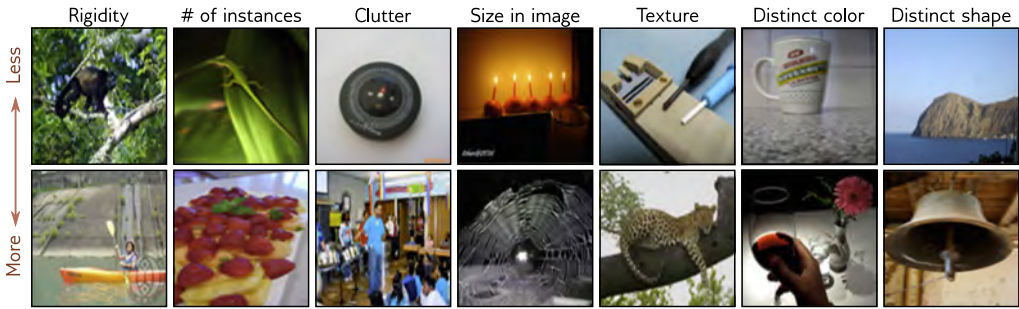 Rigidity # of instances Clutter Size in image Texture Distinct color Distinct shape
Less
More